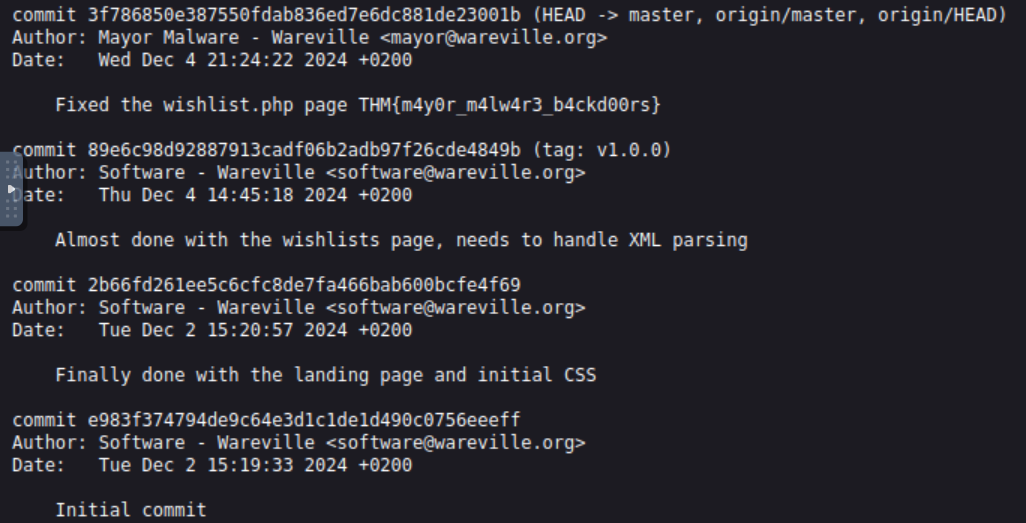 commit 3f786850e387550fdab836ed7e6dc881de23001b (HEAD -> master, origin/master, origin/HEAD)
Author: Mayor Malware - Wareville <mayor@wareville.org>
Date:   Wed Dec 4 21:24:22 2024 +0200

    Fixed the wishlist.php page THM{m4y0r_m4lw4r3_b4ckd00rs}

commit 89e6c98d92887913cadf06b2adb97f26cde4849b (tag: v1.0.0)
Author: Software - Wareville <software@wareville.org>
Date:   Thu Dec 4 14:45:18 2024 +0200

    Almost done with the wishlists page, needs to handle XML parsing

commit 2b66fd261ee5c6cfc8de7fa466bab600bcfe4f69
Author: Software - Wareville <software@wareville.org>
Date:   Tue Dec 2 15:20:57 2024 +0200

    Finally done with the landing page and initial CSS

commit e983f374794de9c64e3d1c1de1d490c0756eeeff
Author: Software - Wareville <software@wareville.org>
Date:   Tue Dec 2 15:19:33 2024 +0200

    Initial commit